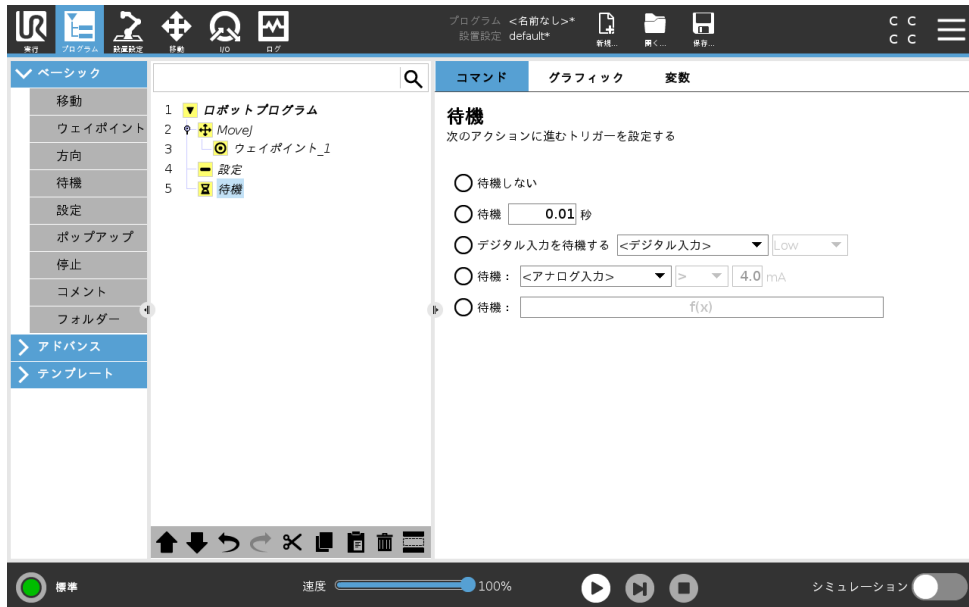 UR
実行
プログラム
設置設定
移動
I/O
ログ
プログラム <名前なし>*
設置設定 default*
新規...
開く...
保存...
C C
C C
ベーシック
移動
ウェイポイント
方向
待機
設定
ポップアップ
停止
コメント
フォルダー
アドバンス
テンプレート
1 ロボットプログラム
2 MoveJ
3 ウェイポイント_1
4 設定
5 待機
コマンド グラフィック 変数
待機
次のアクションに進むトリガーを設定する
待機しない
待機 0.01 秒
デジタル入力を待機する <デジタル入力> Low
待機： <アナログ入力> > 4.0 mA
待機： f(x)
標準
速度 100%
シミュレーション